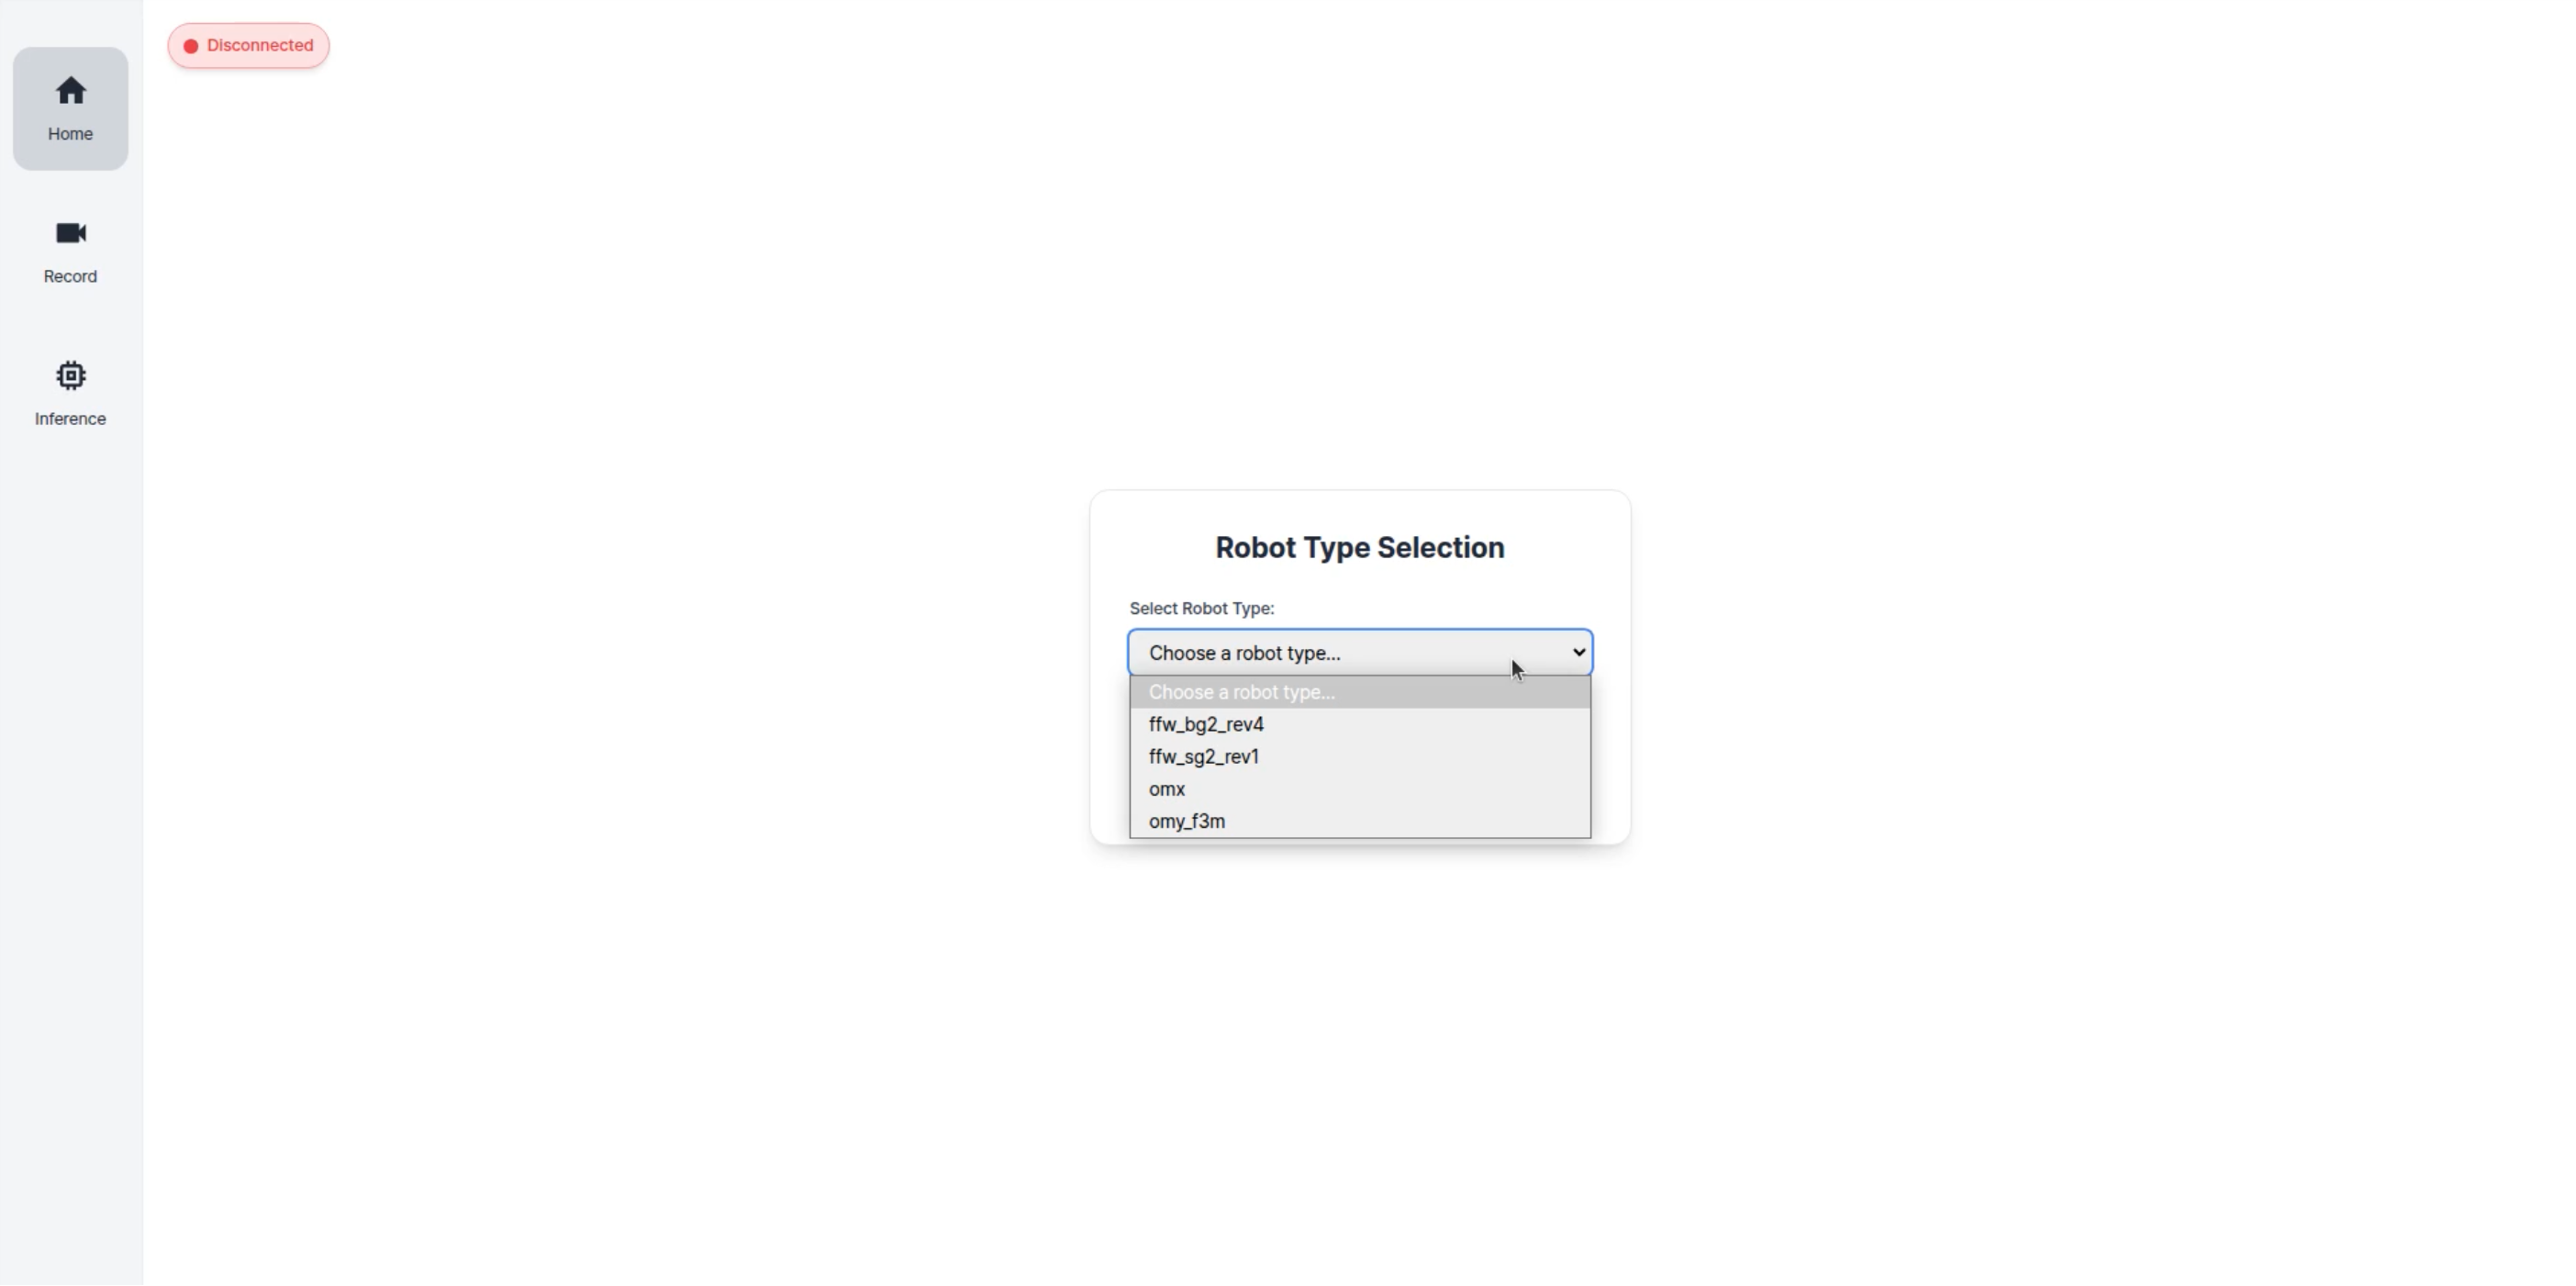 Disconnected
Home
Record
Inference
Robot Type Selection
Select Robot Type:
Choose a robot type...
Choose a robot type...
ffw_bg2_rev4
ffw_sg2_rev1
omx
omy_f3m